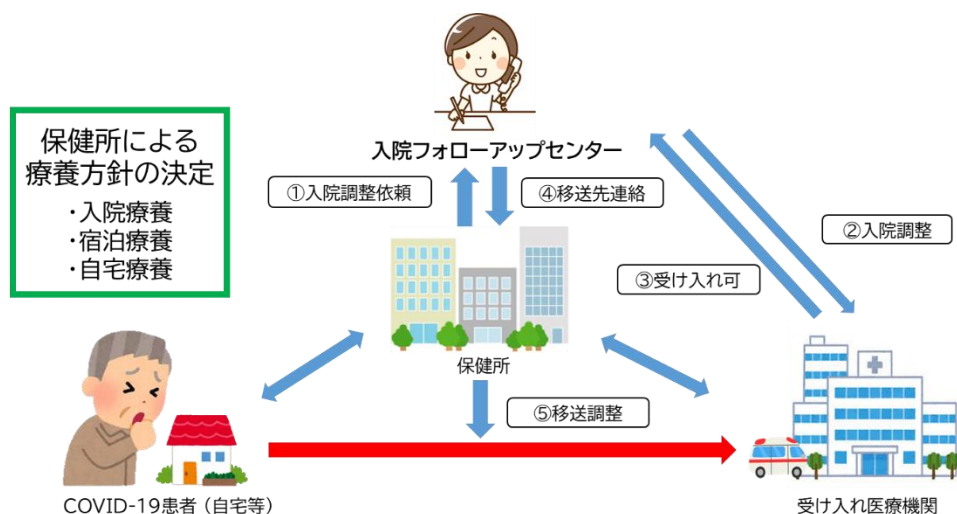 入院フォローアップセンター
保健所による
療養方針の決定
・入院療養
・宿泊療養
・自宅療養
①入院調整依頼
④移送先連絡
②入院調整
③受け入れ可
保健所
⑤移送調整
COVID-19患者（自宅等）
受け入れ医療機関